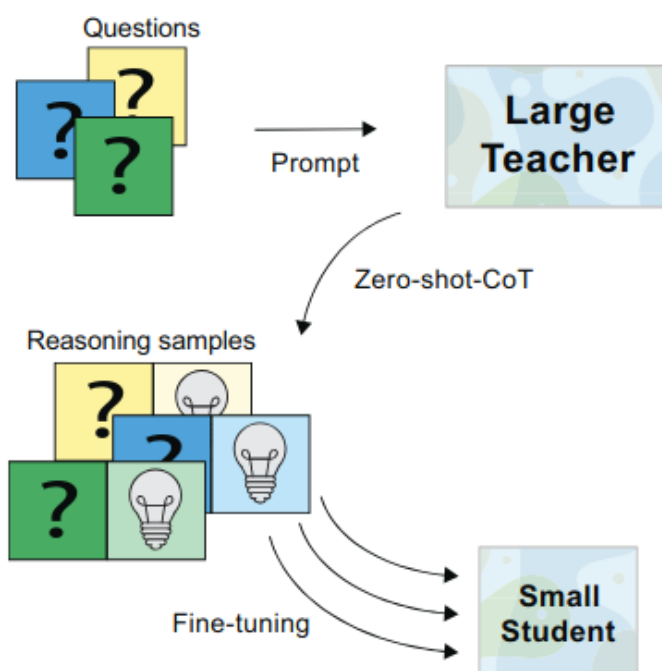 Questions
?
?
?
Prompt
Large
Teacher
Zero-shot-CoT
Reasoning samples
?
?
?
Fine-tuning
Small
Student